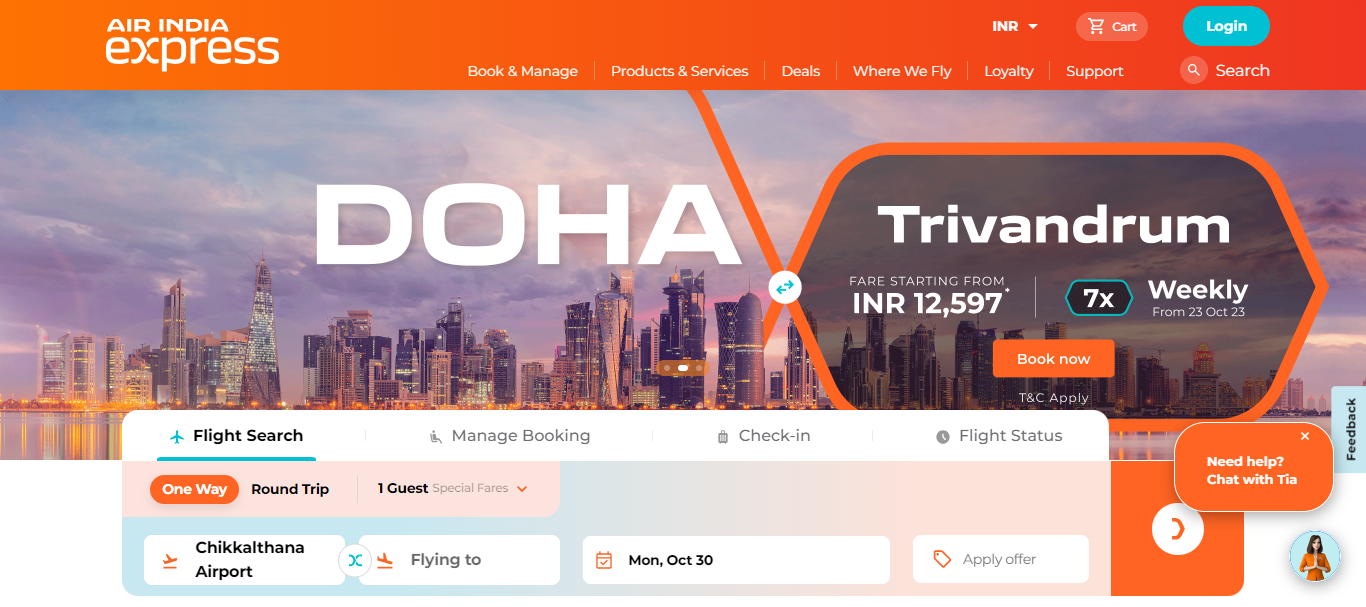 AIR INDIA
express
INR
Cart
Login
Book & Manage
Products & Services
Deals
Where We Fly
Loyalty
Support
Search
DOHA
Trivandrum
FARE STARTING FROM
INR 12,597*
7x
Weekly
From 23 Oct 23
Book now
T&C Apply
Feedback
Flight Search
Manage Booking
Check-in
Flight Status
Need help?
Chat with Tia
One Way
Round Trip
1 Guest
Special Fares
Chikkalthana
Airport
Flying to
Mon, Oct 30
Apply offer